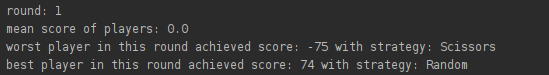 round: 1
mean score of players: 0.0
worst player in this round achieved score: -75 with strategy: Scissors
best player in this round achieved score: 74 with strategy: Random